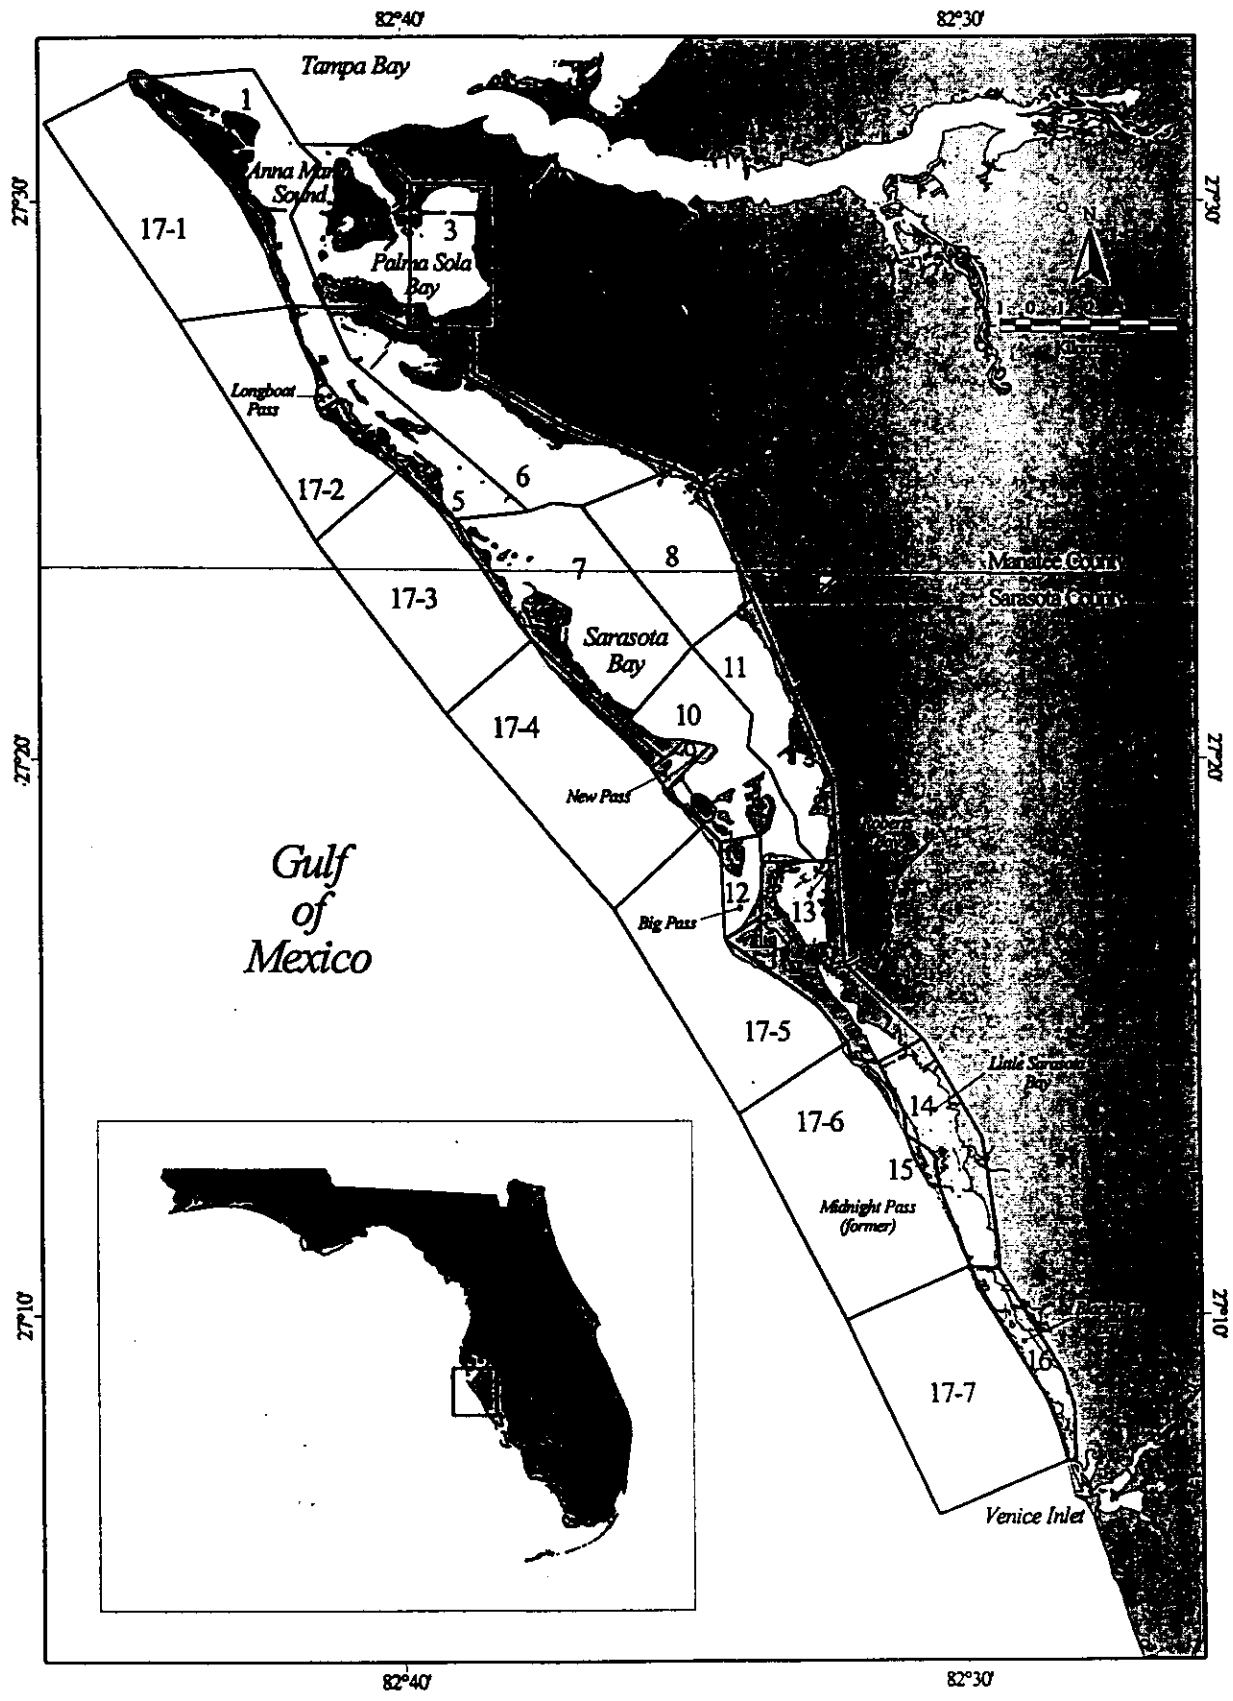 82°40'
82°30'
Tampa Bay
1
Sound
27°30'
27°30'
N
17-1
3
Palma Sola
Bay
Longboat
Pass
6
17-2
5
8
7
Manatee County
17-3
Sarasota County
Sarasota
Bay
11
10
17-4
27°20'
27°20'
New Pass
Gulf
of
Mexico
12
13
Big Pass
17-5
Little Sarasota
Bay
14
17-6
15
Midnight Pass
(former)
27°10'
27°10'
16
17-7
Venice Inlet
82°40'
82°30'